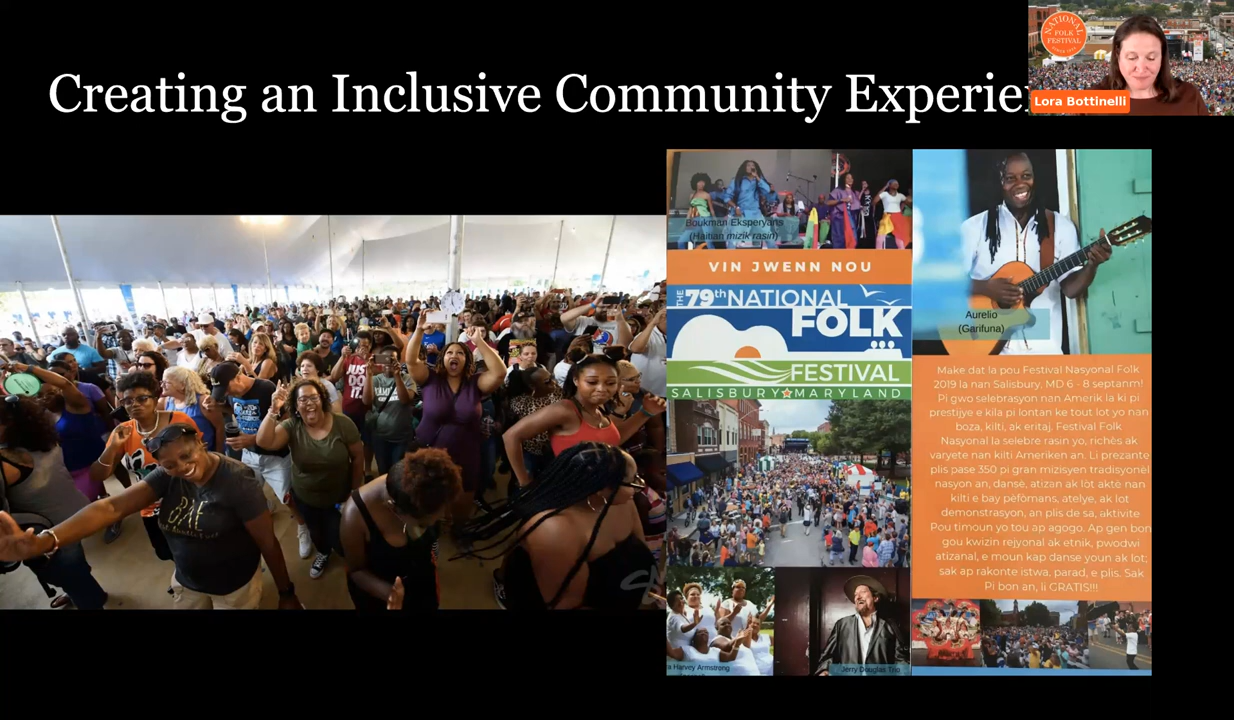 Creating an Inclusive Community
NATIONAL
FOLK
FESTIVAL
Lora Bottinelli
Boukman Eksperyans
(Haitian mizik rasin)
VIN JWENN NOU
THE 79th NATIONAL
FOLK
FESTIVAL
SALISBURY MARYLAND
Harvey Armstrong
Jerry Douglas Trio
Aurelio
(Garifuna)
Make dat la pou Festival Nasyonal Folk
2019 la nan Salisbury, MD 6 - 8 septanm!
Pi gwo selebrasyon nan Amerik la ki pi
prestijye e kila pi lontan ke tout lot yo nan
boza, kilti, ak eritaj. Festival Folk
Nasyonal la selebre rasin yo, richès ak
varyete nan kilti Ameriken an. Li prezante
plis pase 350 pi gran mizisyen tradisyonèl
nasyon an, dansè, atizan ak lòt aktè nan
kilti e bay pèfòmans, atelye, ak lot
demonstrasyon, an plis de sa, aktivite
Pou timoun yo tou ap agogo. Ap gen bon
gou kwizin rejyonal ak etnik, pwodwi
atizanal, e moun kap danse youn ak lot;
sak ap rakonte istwa, parad, e plis. Sak
Pi bon an, li GRATIS!!!
JUST